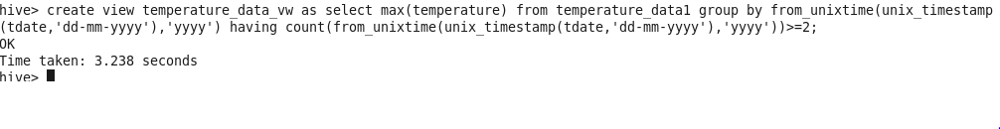 hive> create view temperature_data_vw as select max(temperature) from temperature_data1 group by from_unixtime(unix_timestamp
(tdate,'dd-mm-yyyy'),'yyyy') having count(from_unixtime(unix_timestamp(tdate,'dd-mm-yyyy'),'yyyy'))>=2;
OK
Time taken: 3.238 seconds
hive>